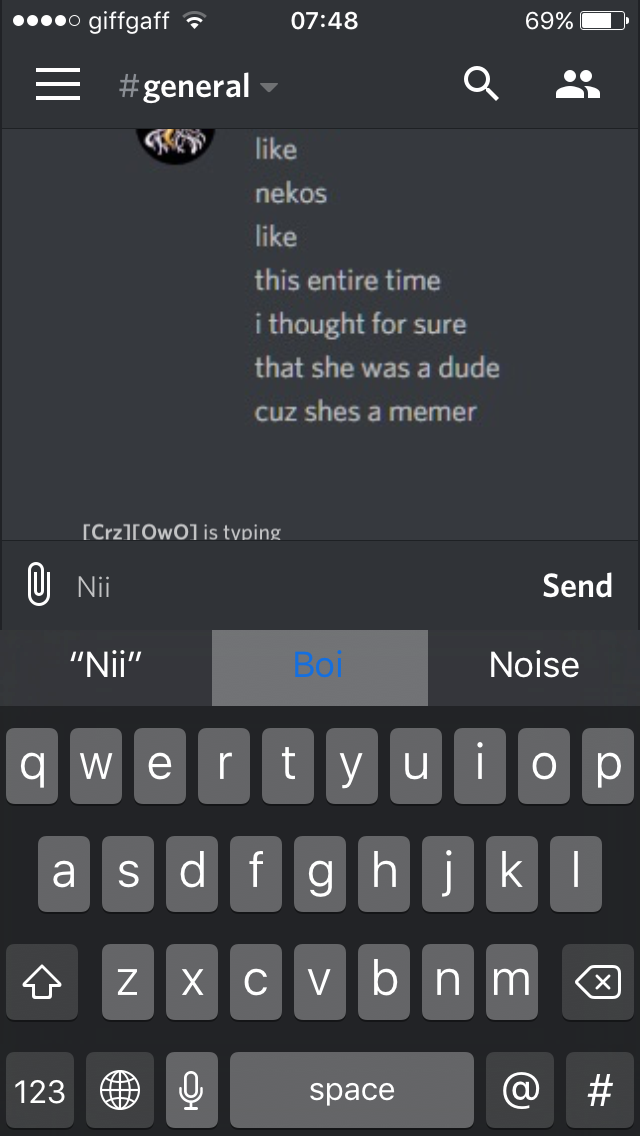 giffgaff 07:48 69%
#general
like
nekos
like
this entire time
i thought for sure
that she was a dude
cuz shes a memer
[Crz][OwO] is typing
Nii Send
“Nii” Boi Noise
q w e r t y u i o p
a s d f g h j k l
z x c v b n m
123 space @ #